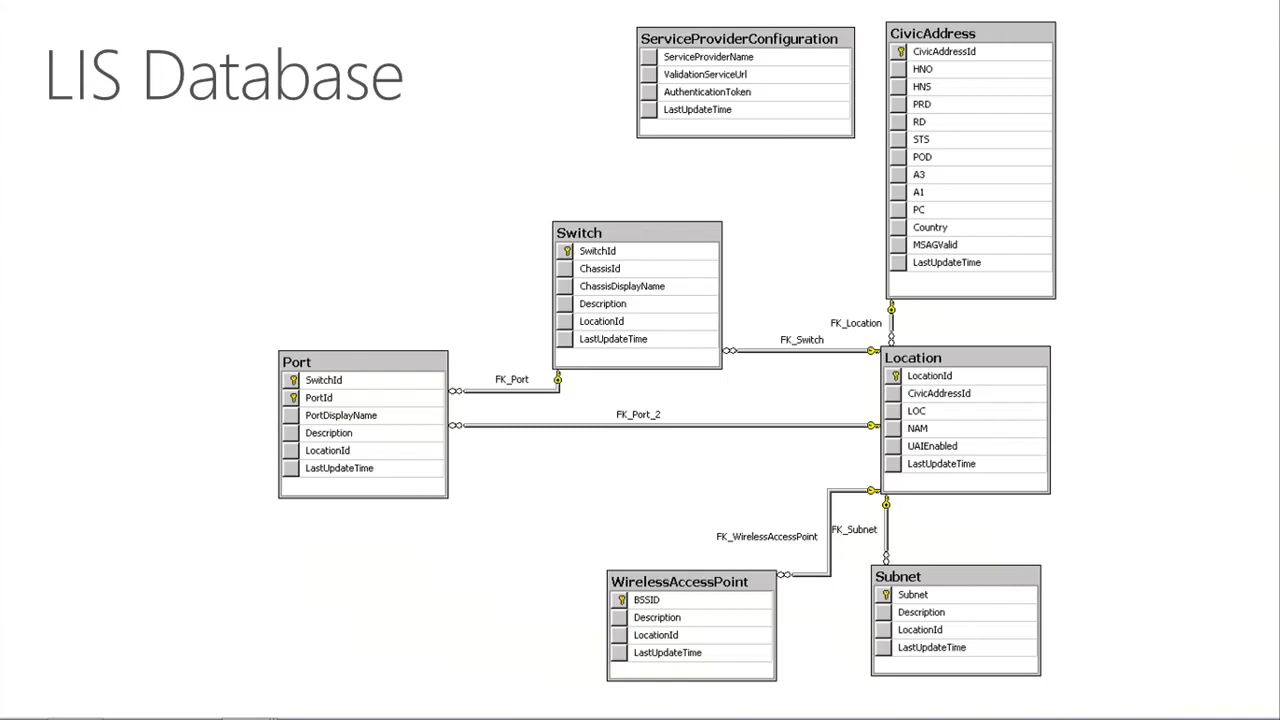 LIS Database
ServiceProviderConfiguration
ServiceProviderName
ValidationServiceUrl
AuthenticationToken
LastUpdateTime
CivicAddress
CivicAddressId
HNO
HNS
PRD
RD
STS
POD
A3
A1
PC
Country
MSAGValid
LastUpdateTime
Switch
SwitchId
ChassisId
ChassisDisplayName
Description
LocationId
LastUpdateTime
FK_Location
FK_Switch
Port
SwitchId
PortId
PortDisplayName
Description
LocationId
LastUpdateTime
FK_Port
FK_Port_2
Location
LocationId
CivicAddressId
LOC
NAM
UAIEnabled
LastUpdateTime
FK_WirelessAccessPoint
FK_Subnet
WirelessAccessPoint
BSSID
Description
LocationId
LastUpdateTime
Subnet
Subnet
Description
LocationId
LastUpdateTime